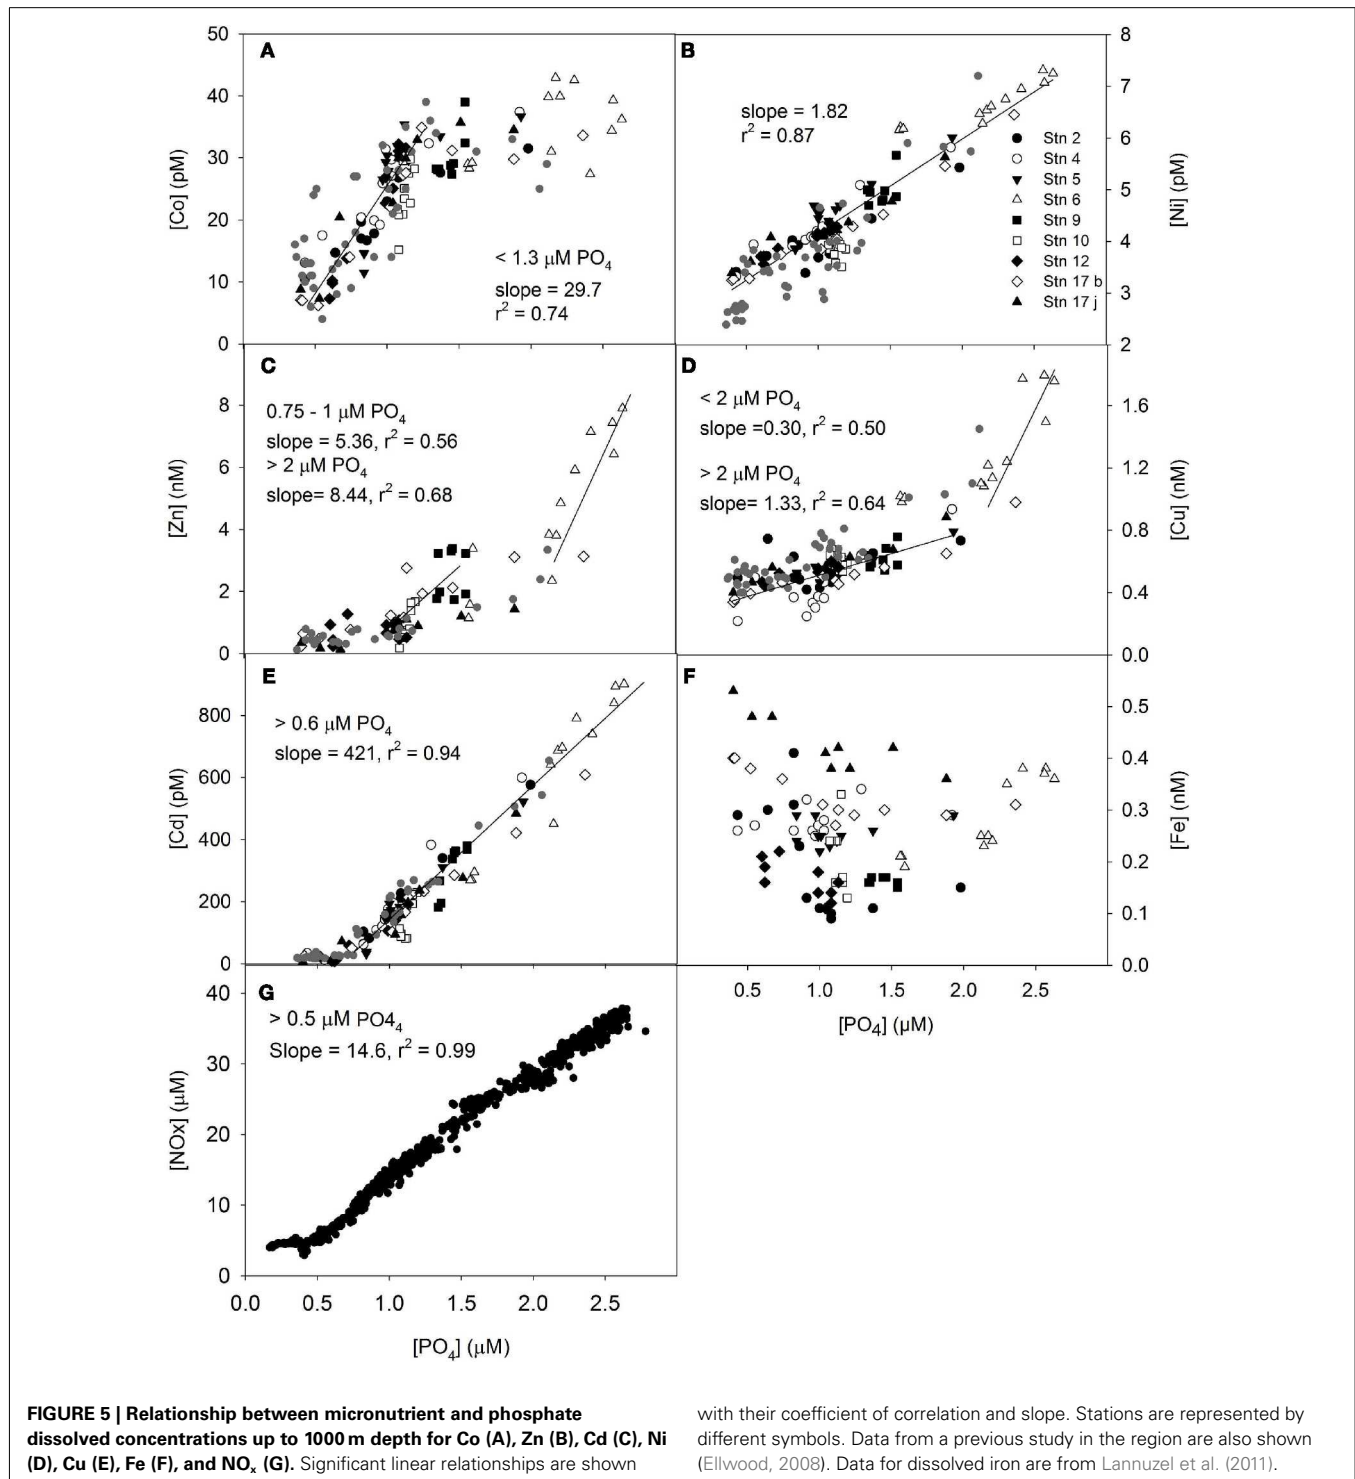 50
40
30
20
10
0
[Co] (pM)
A
< 1.3 µM PO4
slope = 29.7
r2 = 0.74
B
slope = 1.82
r2 = 0.87
8
7
6
5
4
3
2
[Ni] (pM)
Stn 2
Stn 4
Stn 5
Stn 6
Stn 9
Stn 10
Stn 12
Stn 17 b
Stn 17 j
8
6
4
2
0
[Zn] (nM)
C
0.75 - 1 µM PO4
slope = 5.36, r2 = 0.56
> 2 µM PO4
slope= 8.44, r2 = 0.68
D
< 2 µM PO4
slope =0.30, r2 = 0.50
> 2 µM PO4
slope= 1.33, r2 = 0.64
1.6
1.2
0.8
0.4
0.0
[Cu] (nM)
800
600
400
200
0
[Cd] (pM)
E
> 0.6 µM PO4
slope = 421, r2 = 0.94
F
0.5
0.4
0.3
0.2
0.1
0.0
[Fe] (nM)
0.5 1.0 1.5 2.0 2.5
[PO4] (µM)
40
30
20
10
0
[NOx] (µM)
G
> 0.5 µM PO44
Slope = 14.6, r2 = 0.99
0.0 0.5 1.0 1.5 2.0 2.5
[PO4] (µM)
FIGURE 5 | Relationship between micronutrient and phosphate
dissolved concentrations up to 1000 m depth for Co (A), Zn (B), Cd (C), Ni
(D), Cu (E), Fe (F), and NOx (G). Significant linear relationships are shown
with their coefficient of correlation and slope. Stations are represented by
different symbols. Data from a previous study in the region are also shown
(Ellwood, 2008). Data for dissolved iron are from Lannuzel et al. (2011).